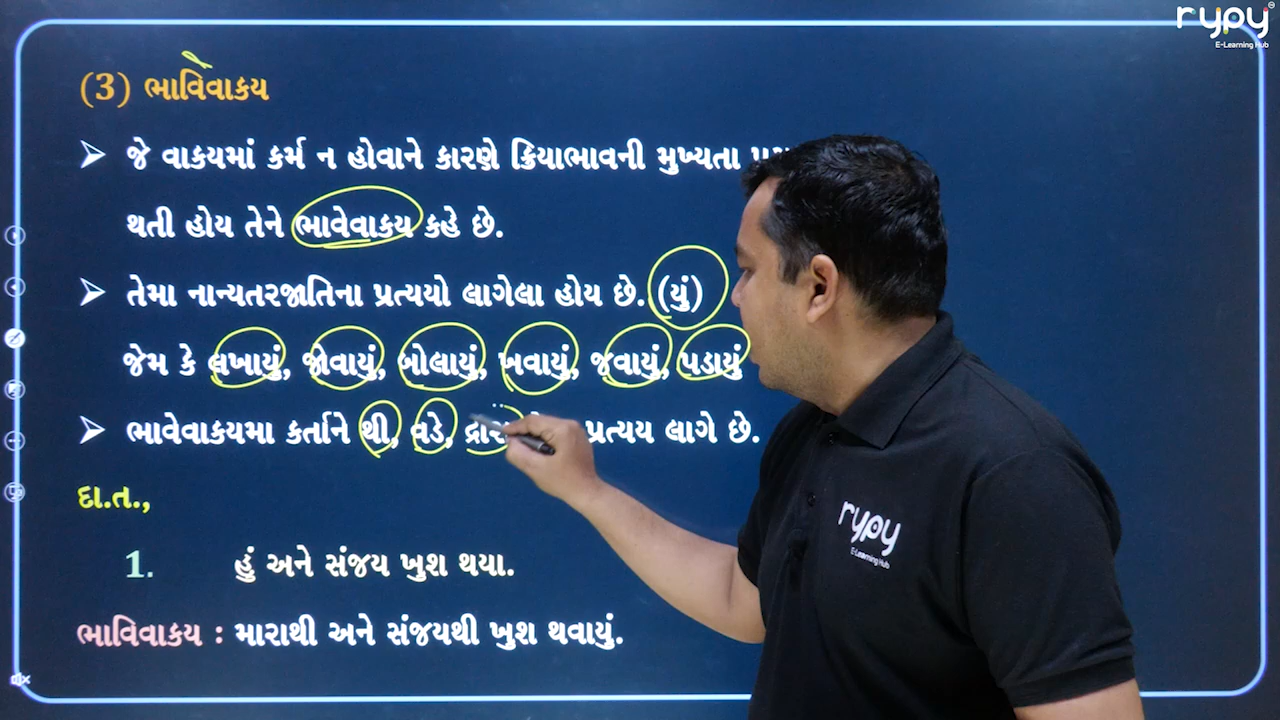 rypy
E-Learning Hub
(3) ભાવિવાક્ય
➢ જે વાક્યમાં કર્મ ન હોવાને કારણે ક્રિયાભાવની મુખ્યતા
થતી હોય તેને ભાવેવાક્ય કહે છે.
➢ તેમા નાન્યતરજાતિના પ્રત્યયો લાગેલા હોય છે. (યું)
જેમ કે લખાયું, જોવાયું, બોલાયું, ખવાયું, જવાયું, પડાયું
➢ ભાવેવાક્યમા કર્તાને થી, વડે, પ્રત્યય લાગે છે.
દા.ત.,
1. હું અને સંજય ખુશ થયા.
ભાવિવાક્ય : મારાથી અને સંજયથી ખુશ થવાયું.
rypy
E-Learning Hub